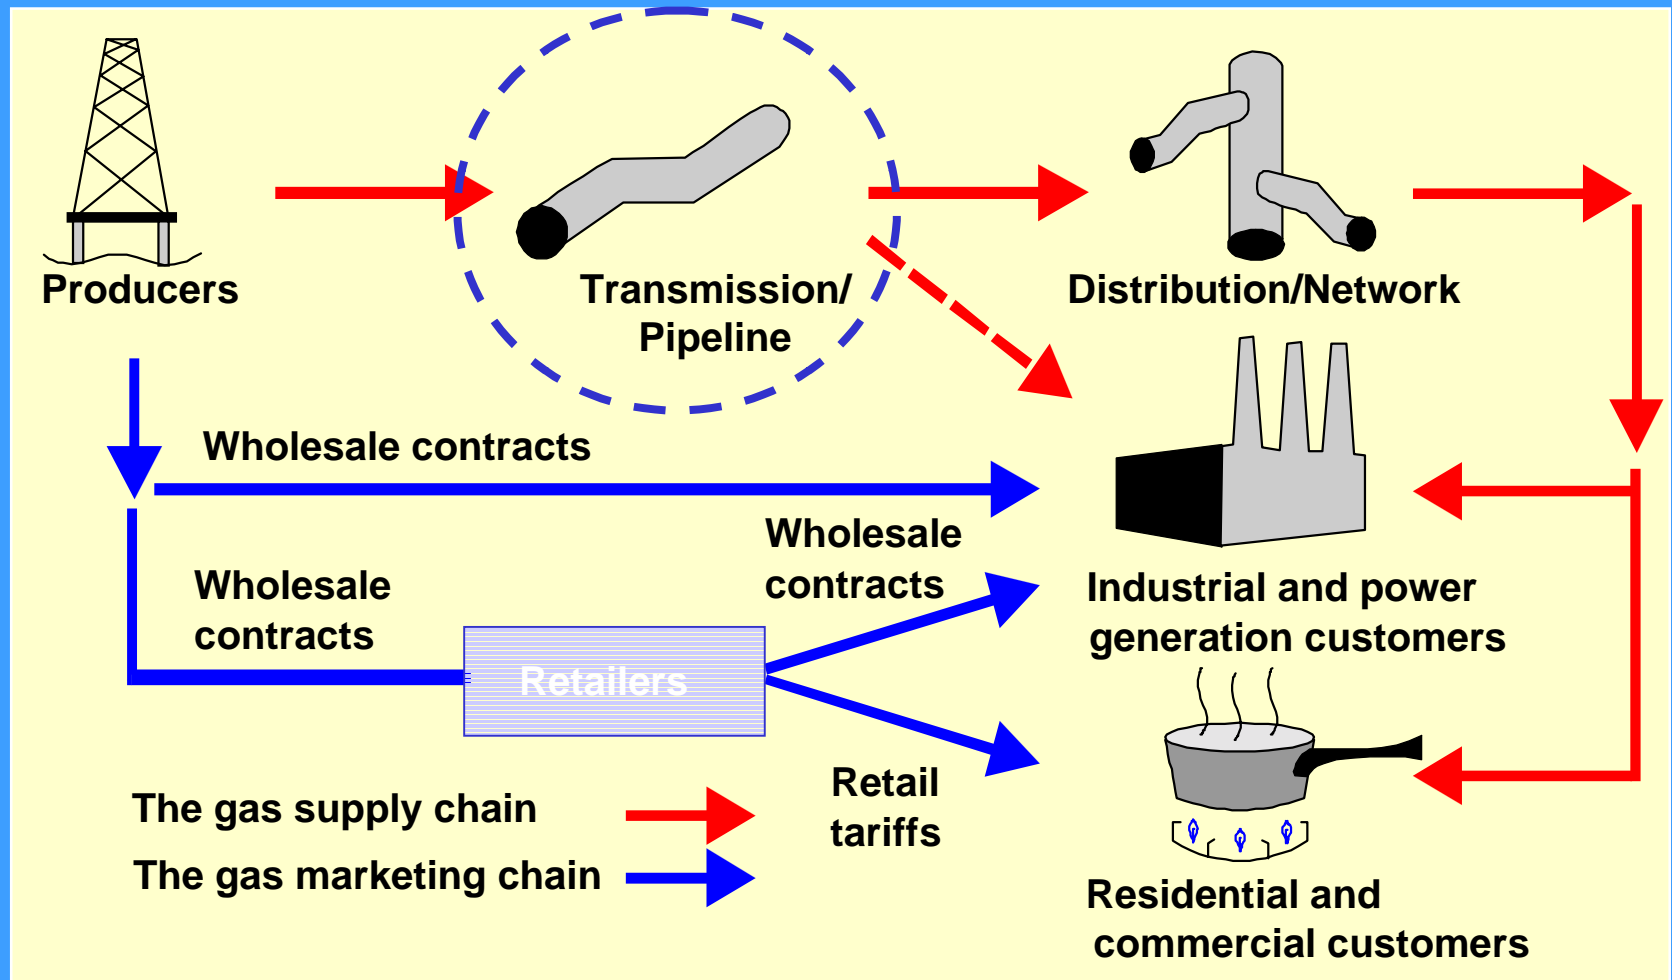 Producers
Transmission/
Pipeline
Distribution/Network
Wholesale contracts
Wholesale
contracts
Wholesale
contracts
Retailers
Industrial and power
generation customers
Retail
tariffs
The gas supply chain
The gas marketing chain
Residential and
commercial customers